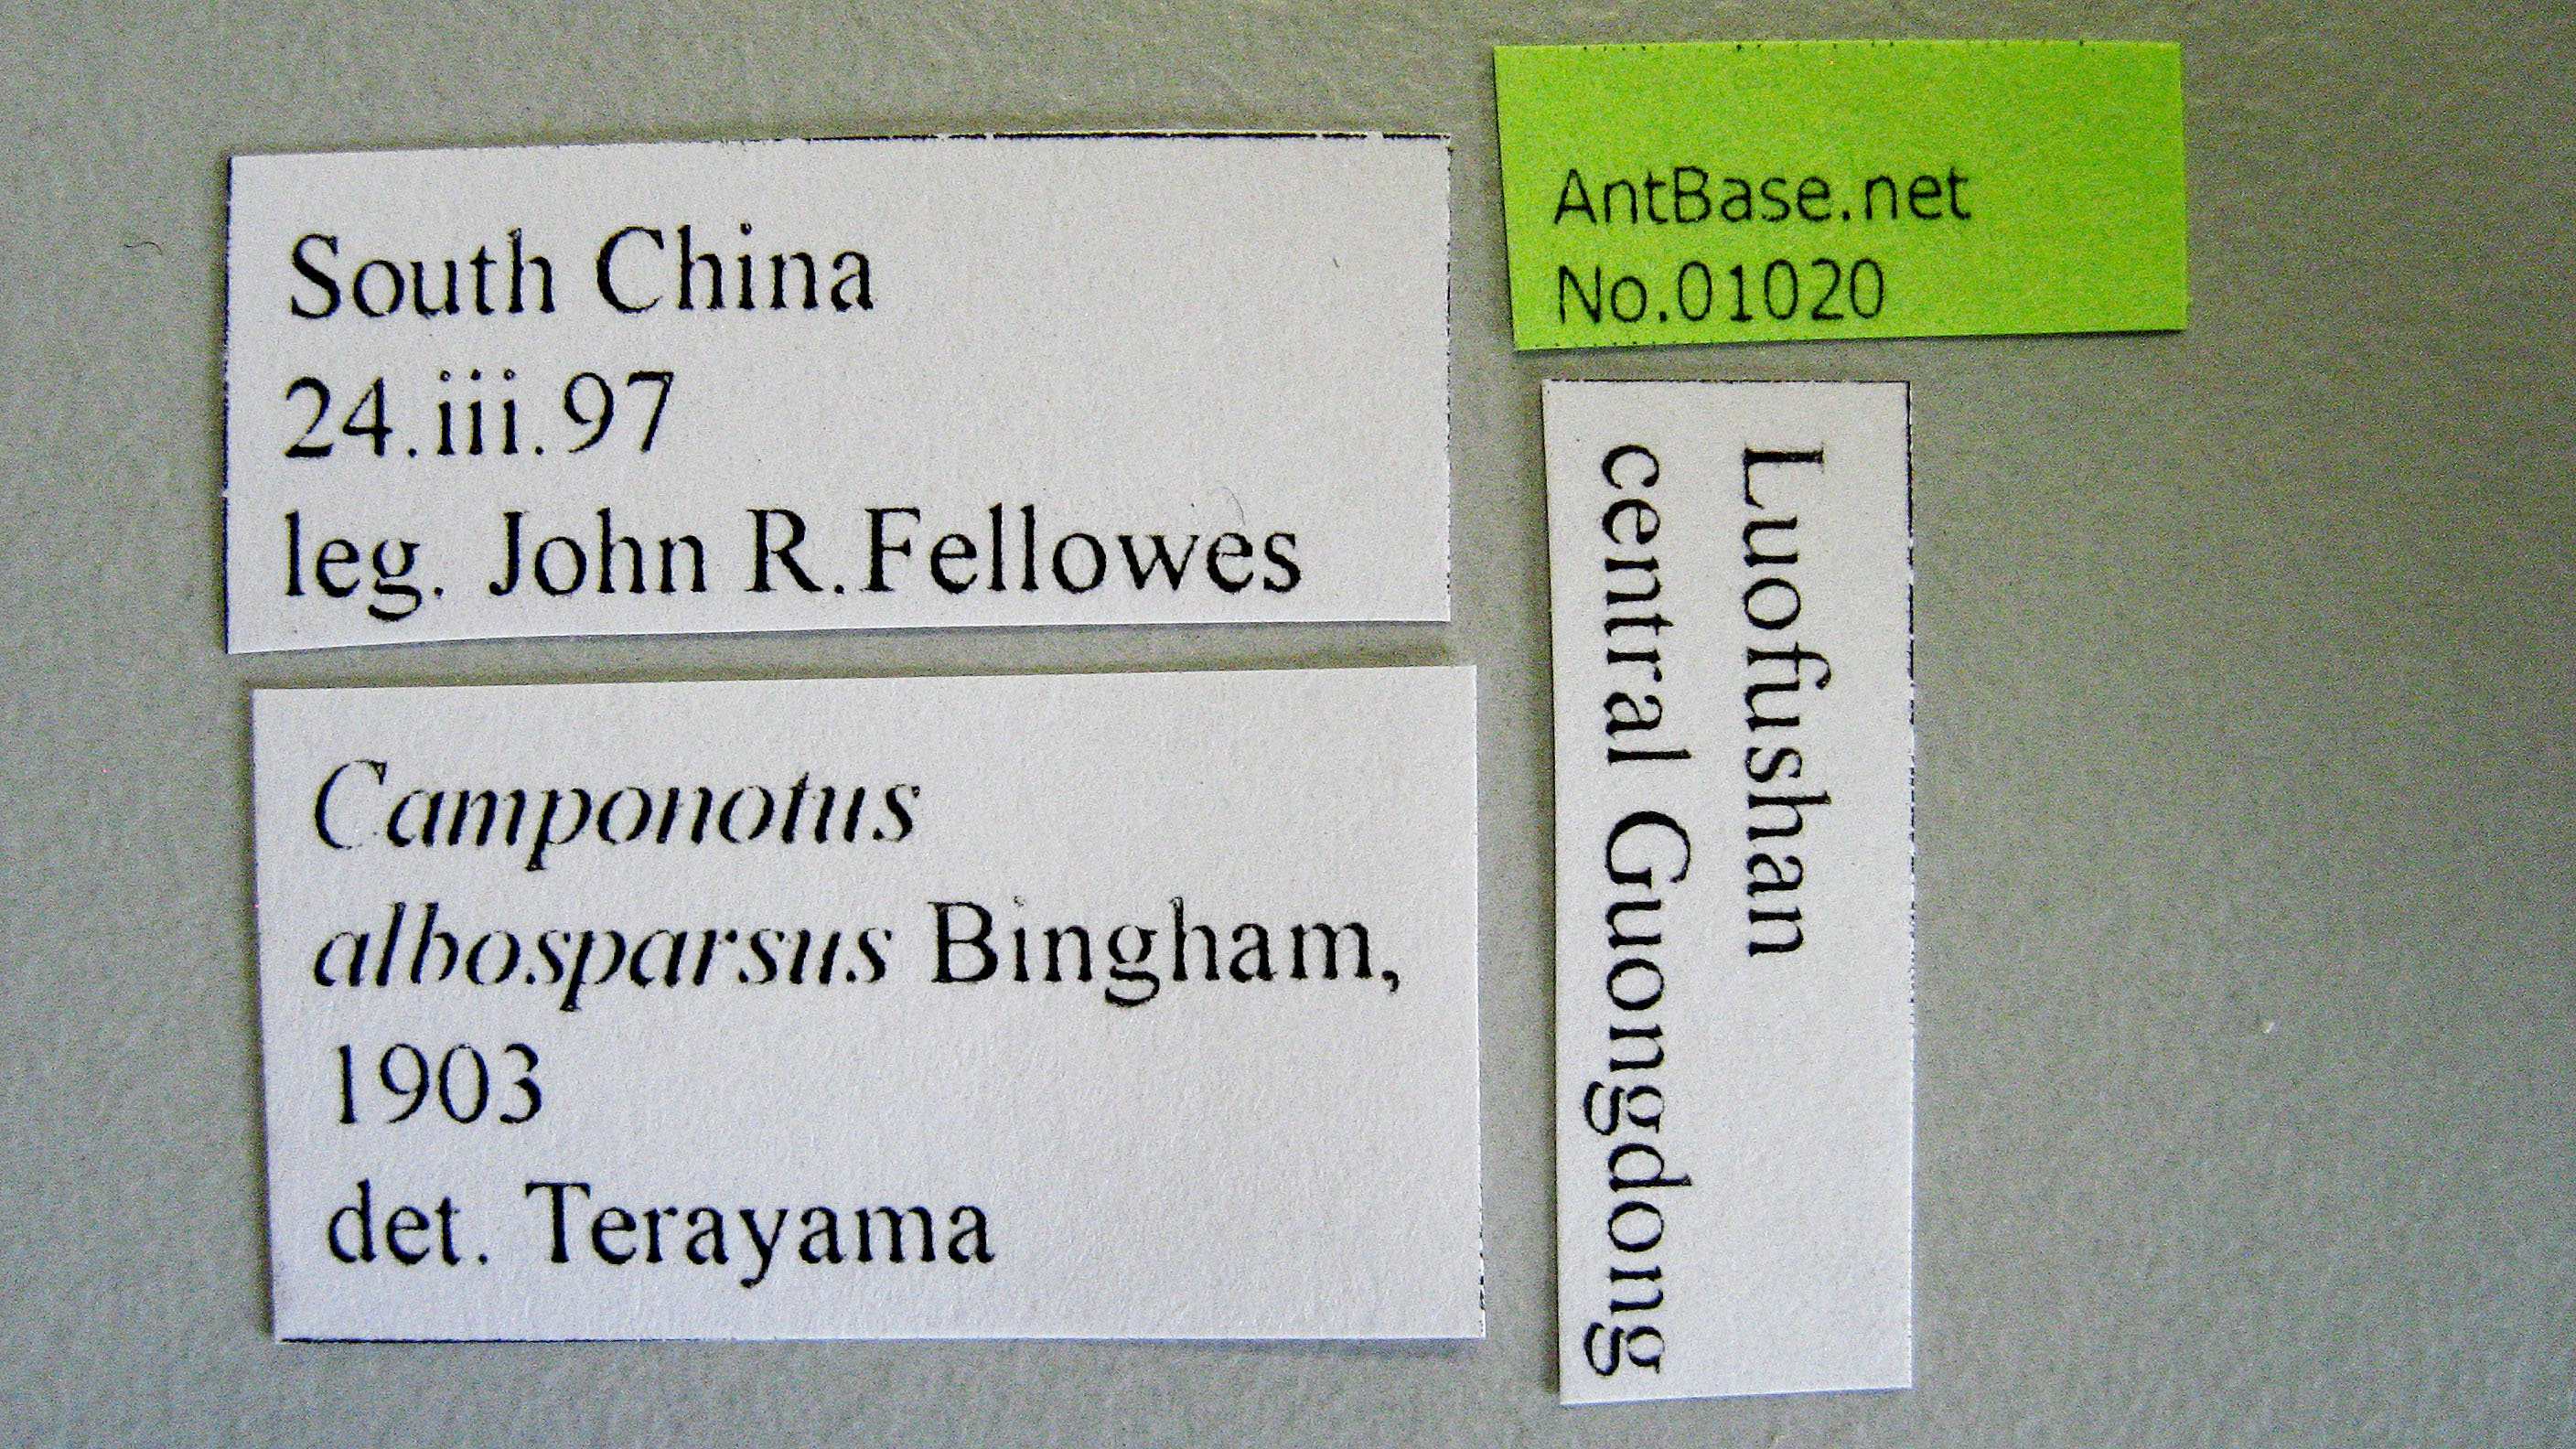 South China
24.iii.97
leg. John R.Fellowes
Camponotus
albosparsus Bingham,
1903
det. Terayama
AntBase.net
No.01020
Luofushan
central Guongdong